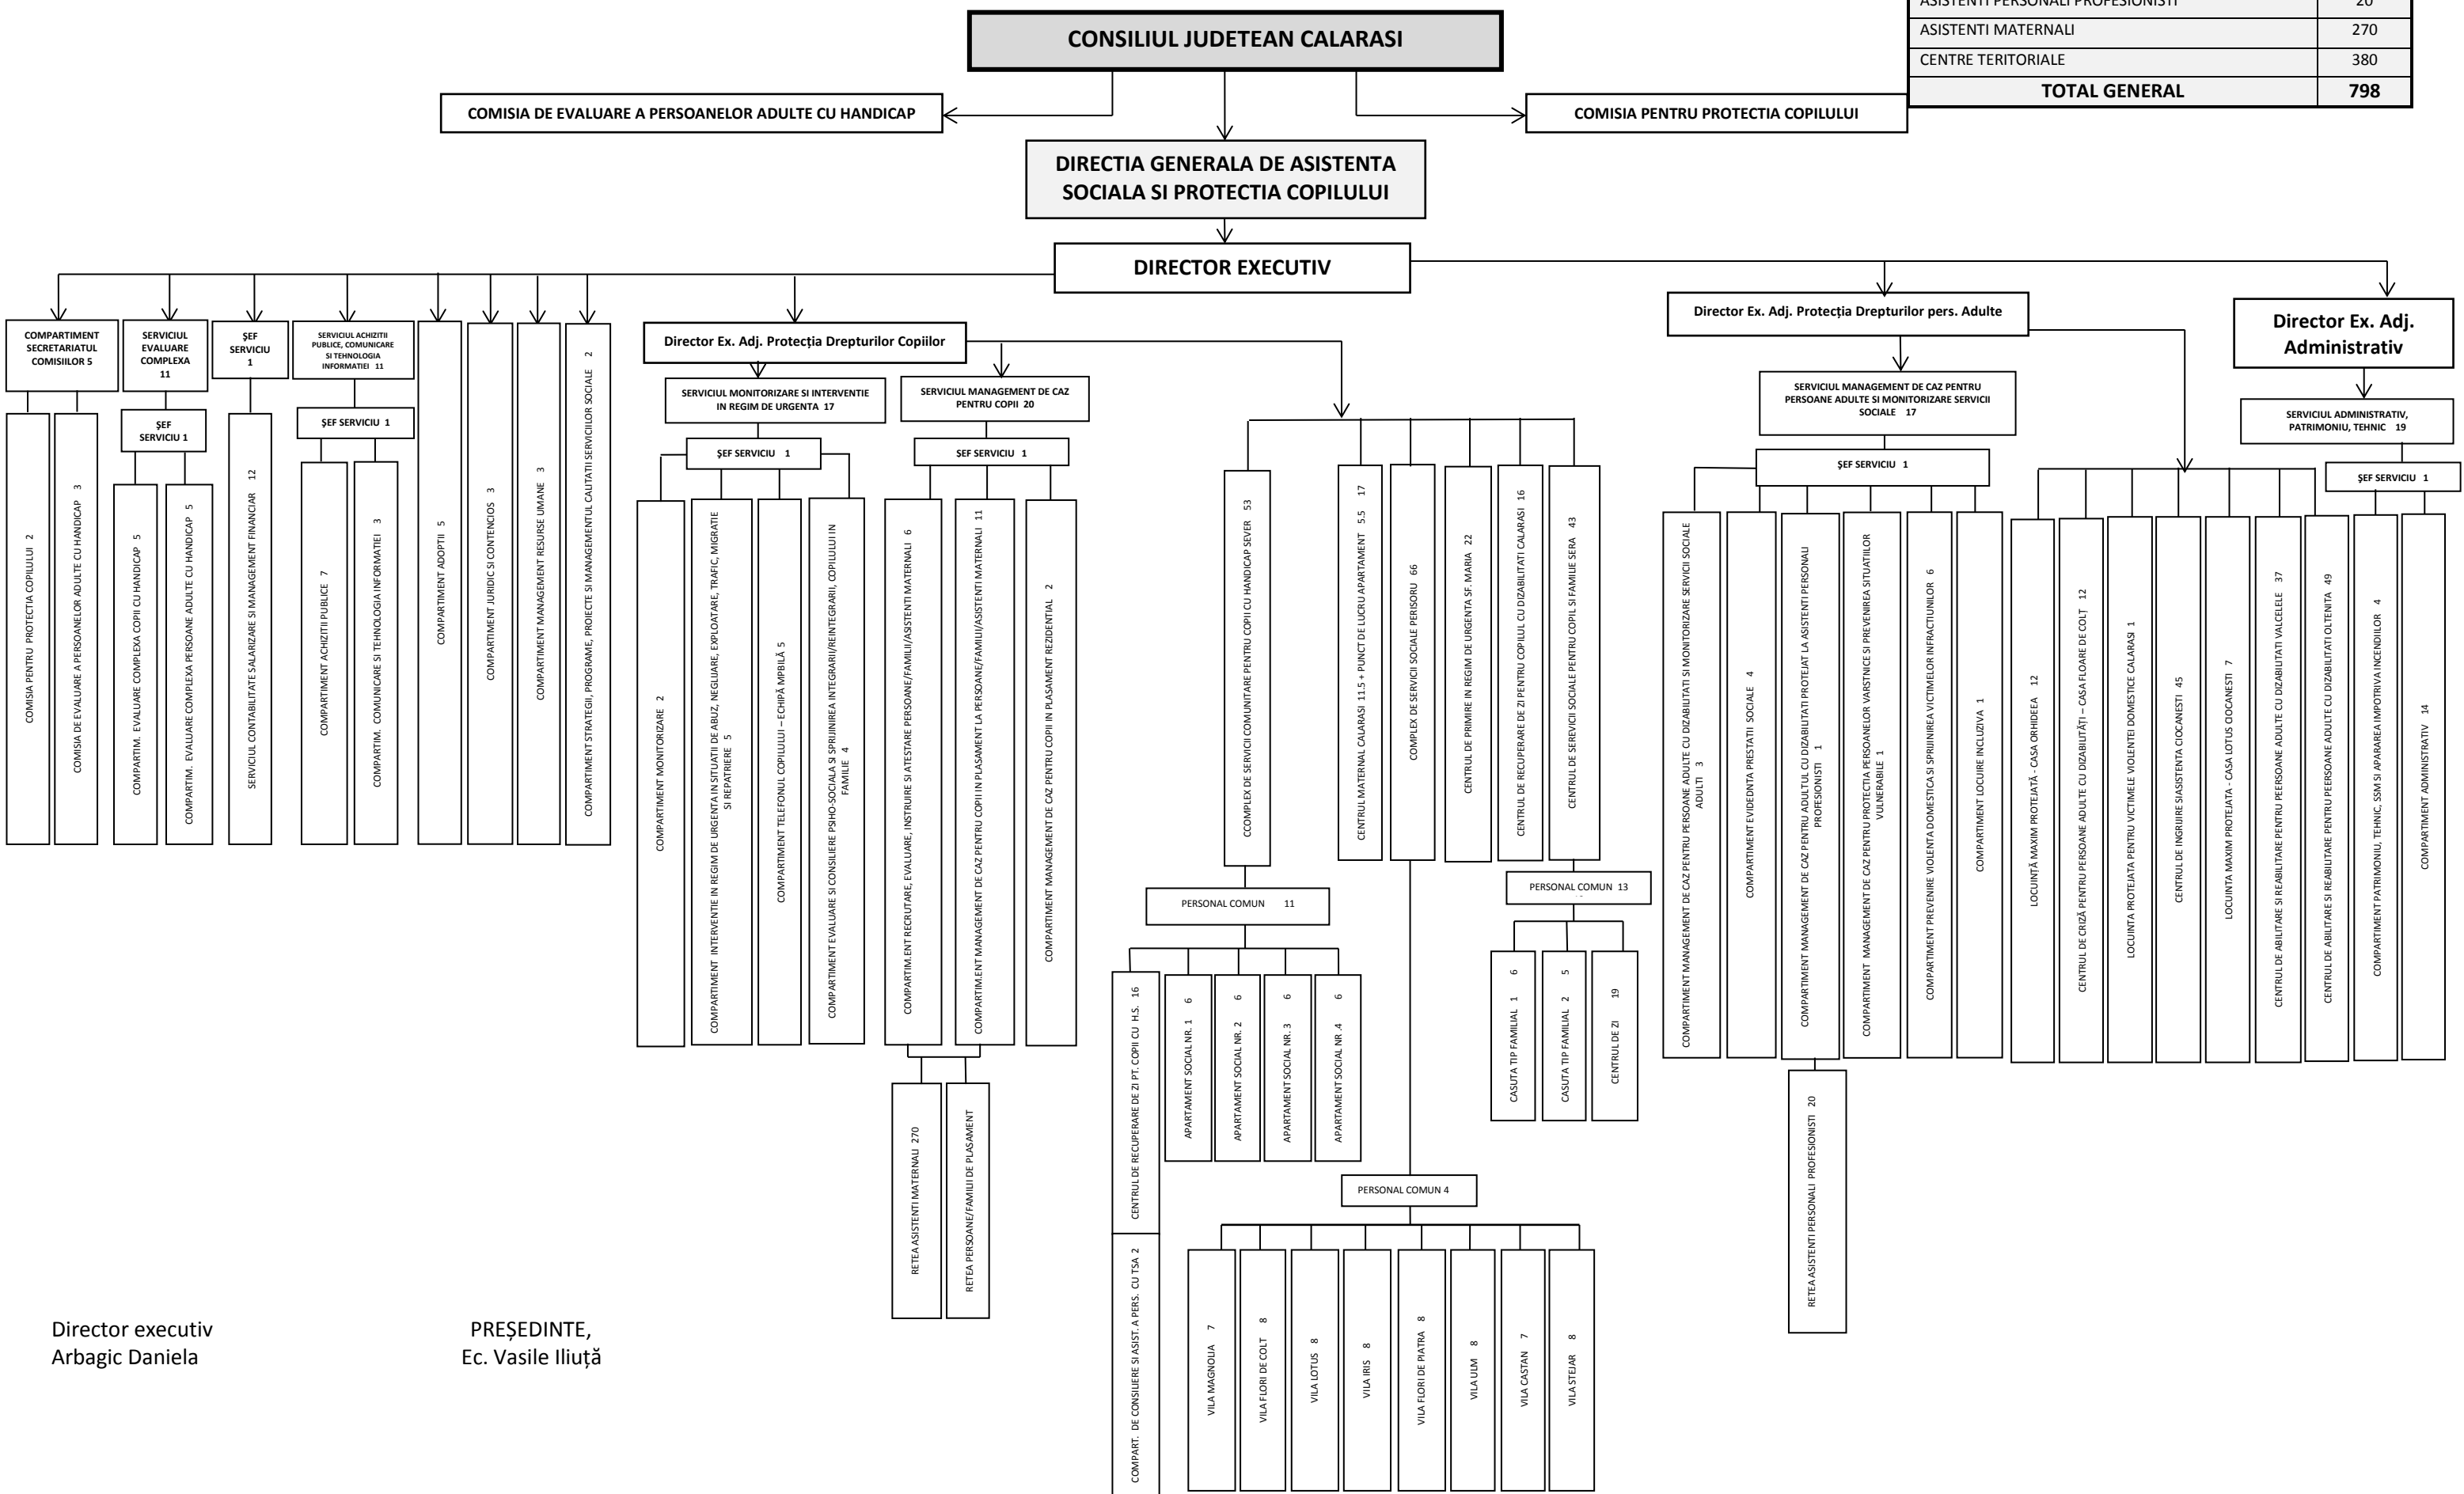 ASISTENTI PERSONALI PROFESIONISTI 20
ASISTENTI MATERNALI 270
CENTRE TERITORIALE 380
TOTAL GENERAL 798
CONSILIUL JUDETEAN CALARASI
COMISIA DE EVALUARE A PERSOANELOR ADULTE CU HANDICAP
COMISIA PENTRU PROTECTIA COPILULUI
DIRECTIA GENERALA DE ASISTENTA
SOCIALA SI PROTECTIA COPILULUI
DIRECTOR EXECUTIV
COMPARTIMENT
SECRETARIATUL
COMISIILOR 5
COMISIA PENTRU PROTECTIA COPILULUI 2
COMISIA DE EVALUARE A PERSOANELOR ADULTE CU HANDICAP 3
SERVICIUL
EVALUARE
COMPLEXA
11
ŞEF
SERVICIU 1
COMPARTIM. EVALUARE COMPLEXA COPII CU HANDICAP 5
COMPARTIM. EVALUARE COMPLEXA PERSOANE ADULTE CU HANDICAP 5
ŞEF
SERVICIU
1
SERVICIUL CONTABILITATE SALARIZARE SI MANAGEMENT FINANCIAR 12
SERVICIUL ACHIZITII
PUBLICE, COMUNICARE
SI TEHNOLOGIA
INFORMATIEI 11
ŞEF SERVICIU 1
COMPARTIMENT ACHIZITII PUBLICE 7
COMPARTIM. COMUNICARE SI TEHNOLOGIA INFORMATIEI 3
COMPARTIMENT ADOPTII 5
COMPARTIMENT JURIDIC SI CONTENCIOS 3
COMPARTIMENT MANAGEMENT RESURSE UMANE 3
COMPARTIMENT STRATEGII, PROGRAME, PROIECTE SI MANAGEMENTUL CALITATII SERVICIILOR SOCIALE 2
Director Ex. Adj. Protecția Drepturilor Copiilor
SERVICIUL MONITORIZARE SI INTERVENTIE
IN REGIM DE URGENTA 17
ŞEF SERVICIU 1
COMPARTIMENT MONITORIZARE 2
COMPARTIMENT INTERVENTIE IN REGIM DE URGENTA IN SITUATII DE ABUZ, NEGLUARE, EXPLOATARE, TRAFIC, MIGRATIE
SI REPATRIERE 5
COMPARTIMENT TELEFONUL COPILULUI – ECHIPĂ MPBILĂ 5
COMPARTIMENT EVALUARE SI CONSILIERE PSIHO-SOCIALA SI SPRIJINIREA INTEGRARII/REINTEGRARII, COPILULUI IN
FAMILIE 4
SERVICIUL MANAGEMENT DE CAZ
PENTRU COPII 20
SEF SERVICIU 1
COMPARTIM.ENT RECRUTARE, EVALUARE, INSTRUIRE SI ATESTARE PERSOANE/FAMILII/ASISTENTI MATERNALI 6
COMPARTIM.ENT MANAGEMENT DE CAZ PENTRU COPII IN PLASAMENT LA PERSOANE/FAMILII/ASISTENTI MATERNALI 11
COMPARTIMENT MANAGEMENT DE CAZ PENTRU COPII IN PLASAMENT REZIDENTIAL 2
RETEA ASISTENTI MATERNALI 270
RETEA PERSOANE/FAMILII DE PLASAMENT
CCOMPLEX DE SERVICII COMUNITARE PENTRU COPII CU HANDICAP SEVER 53
CENTRUL MATERNAL CALARASI 11.5 + PUNCT DE LUCRU APARTAMENT 5.5 17
COMPLEX DE SERVICII SOCIALE PERISORU 66
CENTRUL DE PRIMIRE IN REGIM DE URGENTA SF. MARIA 22
CENTRUL DE RECUPERARE DE ZI PENTRU COPILUL CU DIZABILITATI CALARASI 16
CENTRUL DE SEREVICII SOCIALE PENTRU COPIL SI FAMILIE SERA 43
PERSONAL COMUN 11
CENTRUL DE RECUPERARE DE ZI PT. COPII CU H.S. 16
COMPART. DE CONSILIERE SI ASIST. A PERS. CU TSA 2
APARTAMENT SOCIAL NR. 1 6
APARTAMENT SOCIAL NR. 2 6
APARTAMENT SOCIAL NR. 3 6
APARTAMENT SOCIAL NR .4 6
PERSONAL COMUN 13
CASUTA TIP FAMILIAL 1 6
CASUTA TIP FAMILIAL 2 5
CENTRUL DE ZI 19
PERSONAL COMUN 4
VILA MAGNOLIA 7
VILA FLORI DE COLT 8
VILA LOTUS 8
VILA IRIS 8
VILA FLORI DE PIATRA 8
VILA ULM 8
VILA CASTAN 7
VILA STEJAR 8
Director Ex. Adj. Protecția Drepturilor pers. Adulte
SERVICIUL MANAGEMENT DE CAZ PENTRU
PERSOANE ADULTE SI MONITORIZARE SERVICII
SOCIALE 17
ŞEF SERVICIU 1
COMPARTIMENT MANAGEMENT DE CAZ PENTRU PERSOANE ADULTE CU DIZABILITATI SI MONITORIZARE SERVICII SOCIALE
ADULTI 3
COMPARTIMENT EVIDEDNTA PRESTATII SOCIALE 4
COMPARTIMENT MANAGEMENT DE CAZ PENTRU ADULTUL CU DIZABILITATI PROTEJAT LA ASISTENTI PERSONALI
PROFESIONISTI 1
COMPARTIMENT MANAGEMENT DE CAZ PENTRU PROTECTIA PERSOANELOR VARSTNICE SI PREVENIREA SITUATIILOR
VULNERABILE 1
COMPARTIMENT PREVENIRE VIOLENTA DOMESTICA SI SPRIJINIREA VICTIMELOR INFRACTIUNILOR 6
COMPARTIMENT LOCUIRE INCLUZIVA 1
RETEA ASISTENTI PERSONALI PROFESIONISTI 20
LOCUINȚĂ MAXIM PROTEJATĂ - CASA ORHIDEEA 12
CENTRUL DE CRIZĂ PENTRU PERSOANE ADULTE CU DIZABILITĂȚI – CASA FLOARE DE COLȚ 12
LOCUINTA PROTEJATA PENTRU VICTIMELE VIOLENTEI DOMESTICE CALARASI 1
CENTRUL DE INGRIJIRE SIASISTENTA CIOCANESTI 45
LOCUINTA MAXIM PROTEJATA - CASA LOTUS CIOCANESTI 7
CENTRUL DE ABILITARE SI REABILITARE PENTRU PEERSOANE ADULTE CU DIZABILITATI VALCELELE 37
CENTRUL DE ABILITARE SI REABILITARE PENTRU PEERSOANE ADULTE CU DIZABILITATI OLTENITA 49
Director Ex. Adj.
Administrativ
SERVICIUL ADMINISTRATIV,
PATRIMONIU, TEHNIC 19
ŞEF SERVICIU 1
COMPARTIMENT PATRIMONIU, TEHNIC, SSM SI APARAREA IMPOTRIVA INCENDIILOR 4
COMPARTIMENT ADMINISTRATIV 14
Director executiv
Arbagic Daniela
PREȘEDINTE,
Ec. Vasile Iliuță